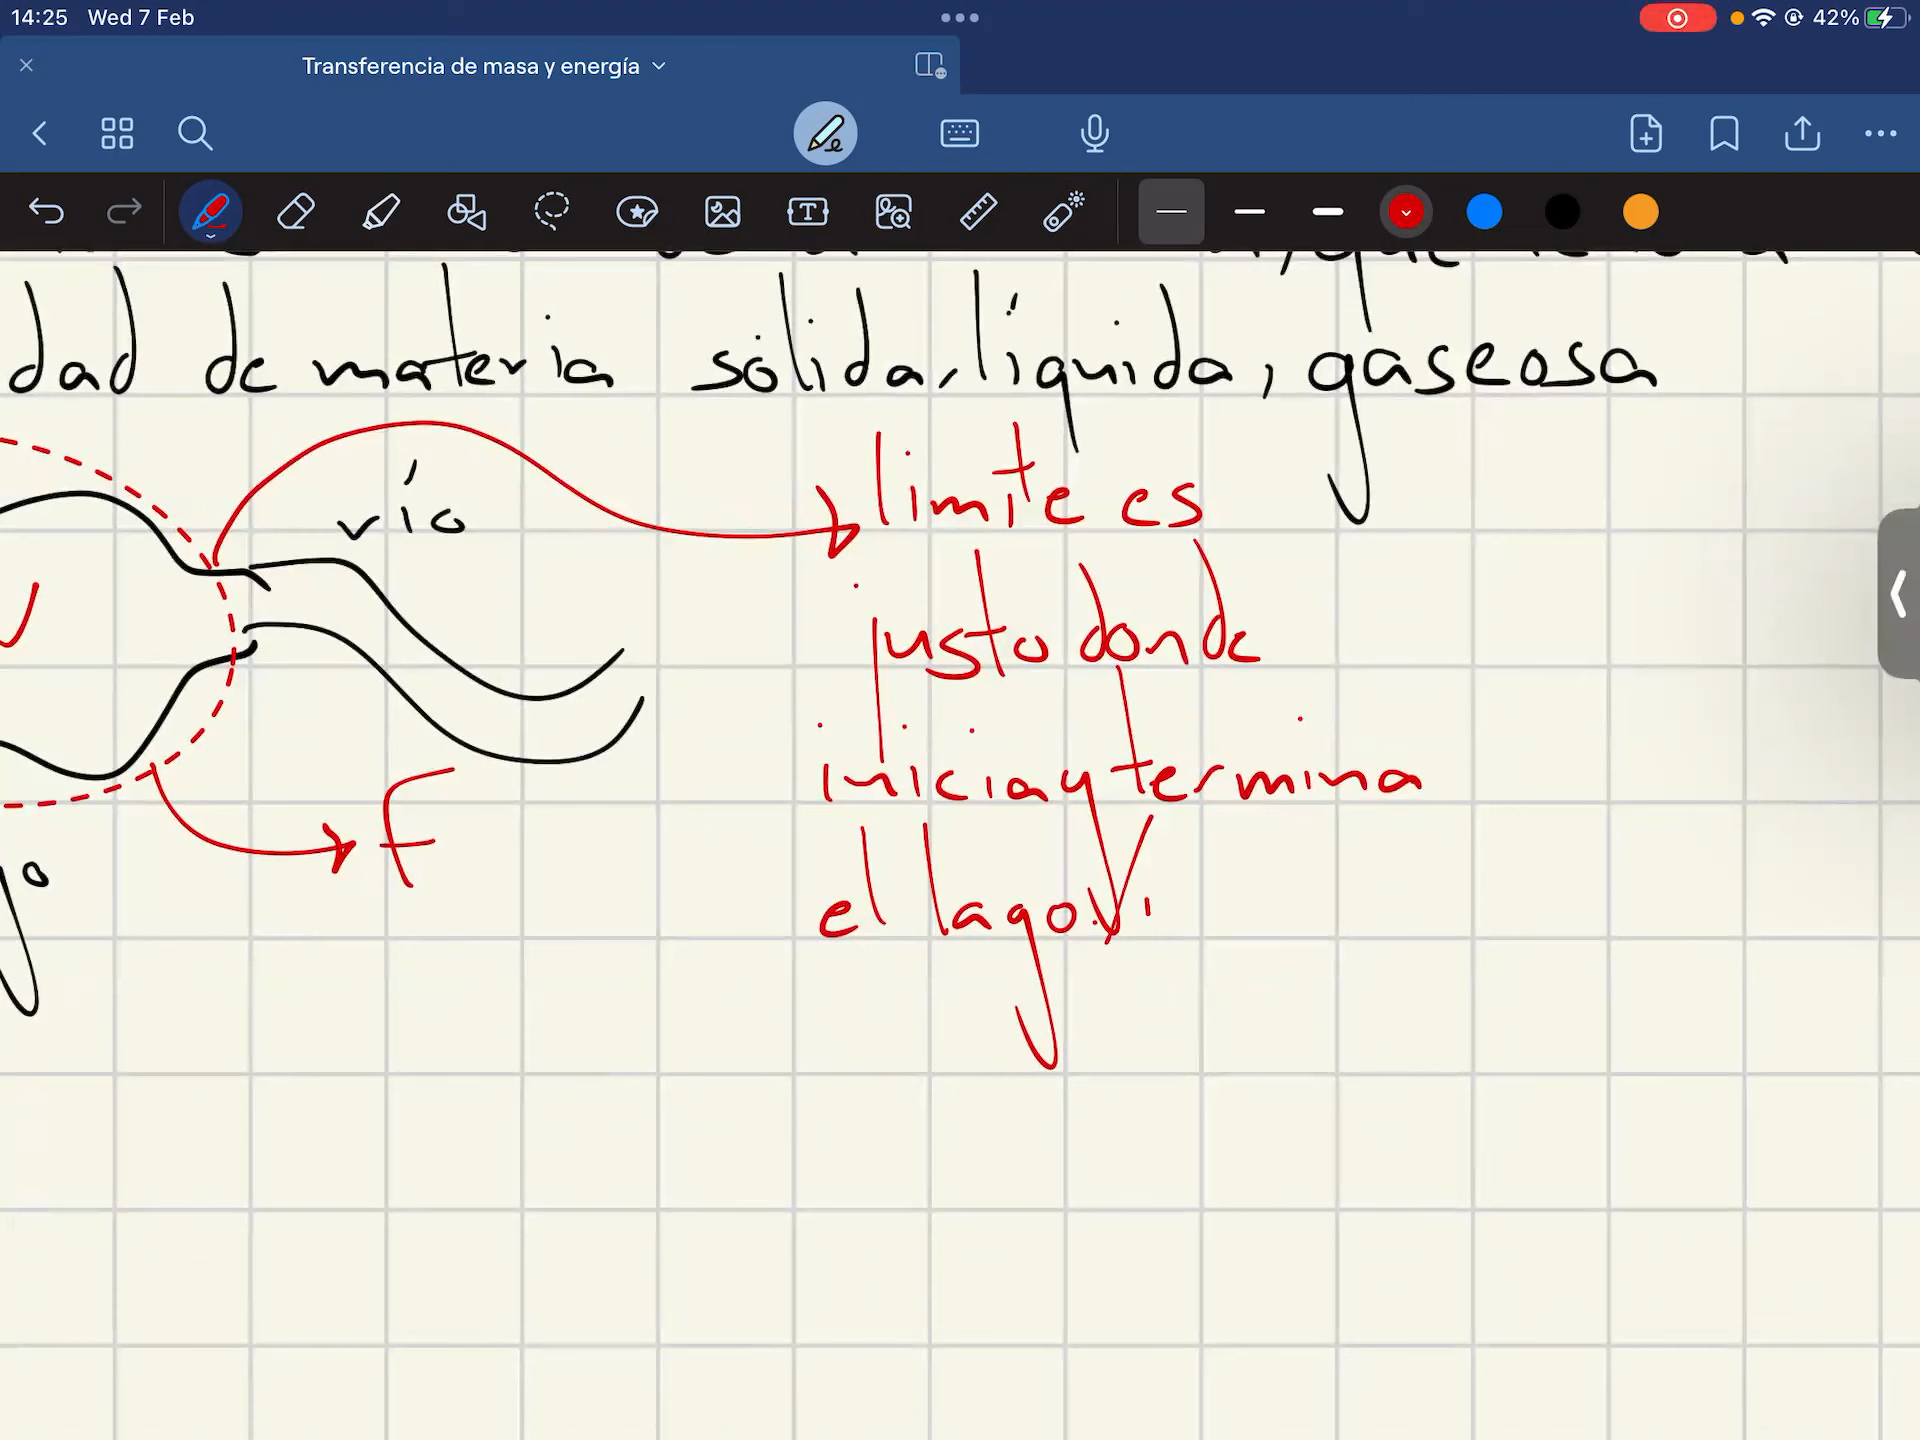 14:25 Wed 7 Feb
42%
Transferencia de masa y energía
dad de materia sólida, líquida, gaseosa
río
limite es
justo donde
inicia y termina
el lago.
f